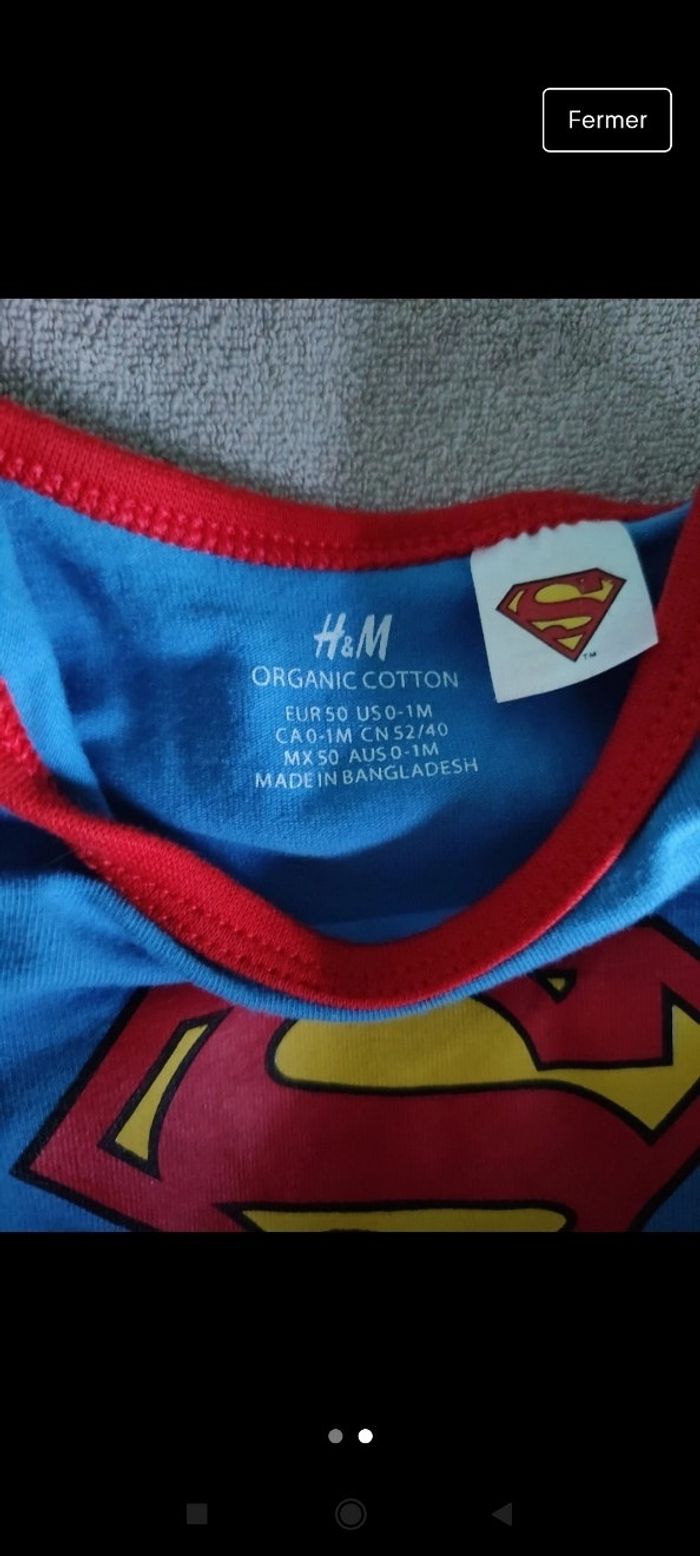 Fermer
H&M
ORGANIC COTTON
EUR 50 US 0-1M
CA 0-1M CN 52/40
MX 50 AUS 0-1M
MADE IN BANGLADESH
S
TM
S